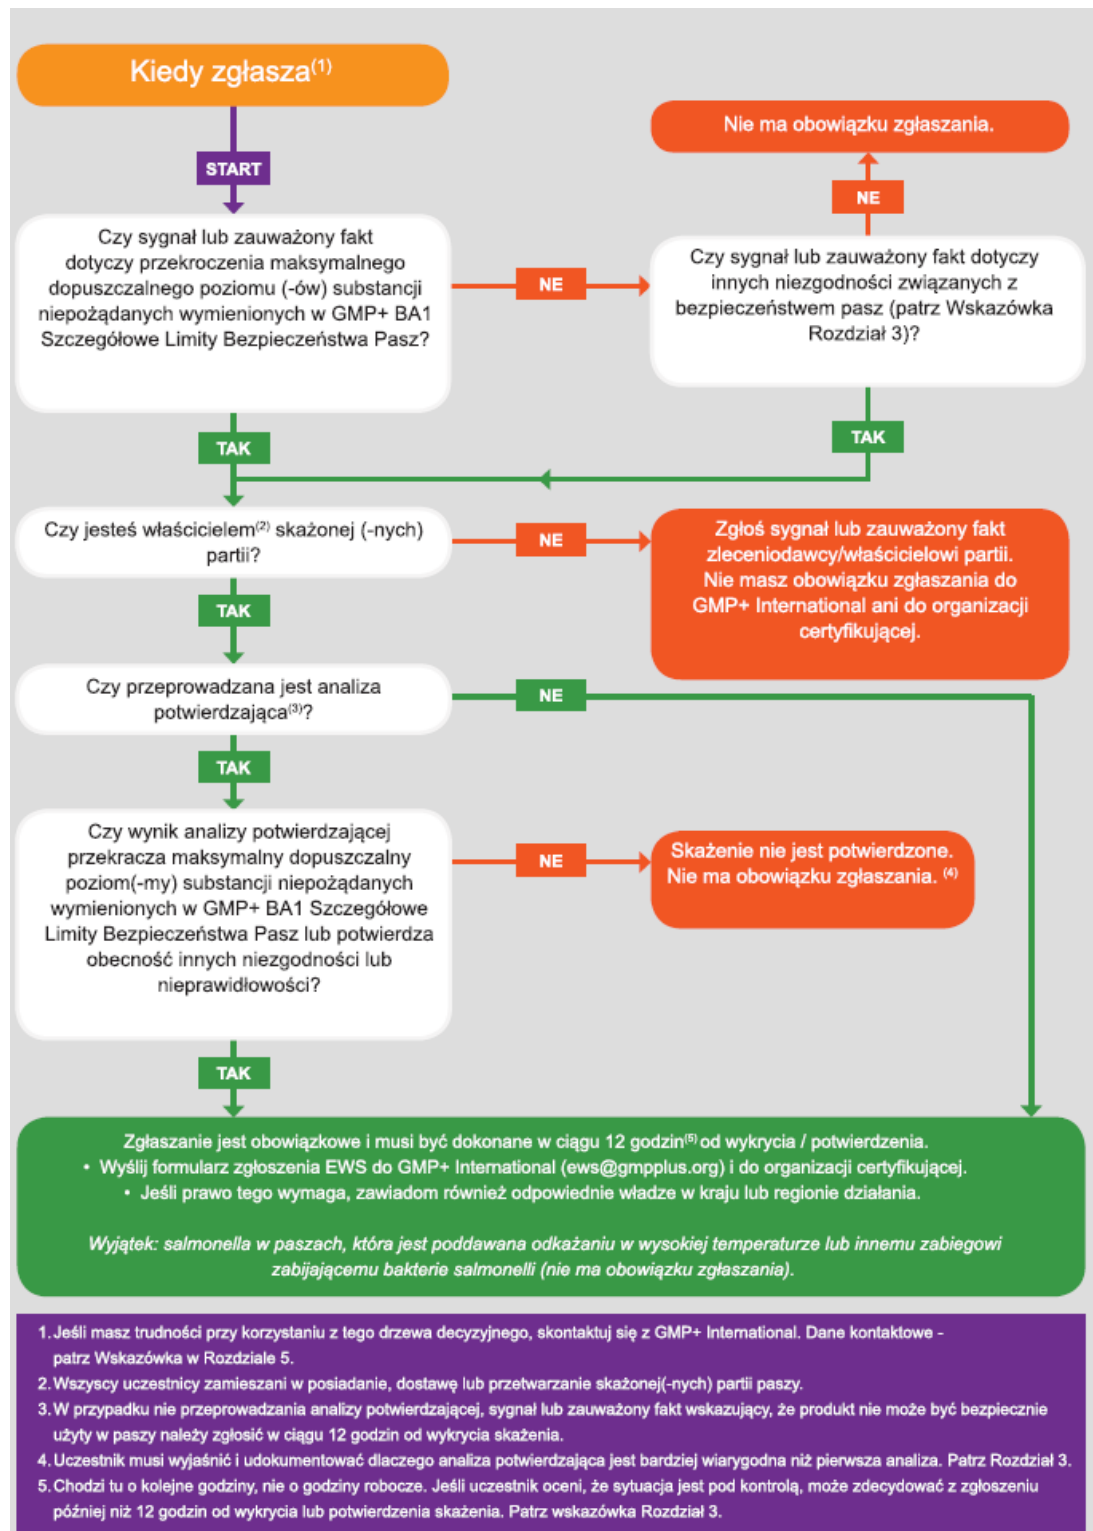 Kiedy zgłasza(1)
START
Nie ma obowiązku zgłaszania.
NE
Czy sygnał lub zauważony fakt
dotyczy przekroczenia maksymalnego
dopuszczalnego poziomu (-ów) substancji
niepożądanych wymienionych w GMP+ BA1
Szczegółowe Limity Bezpieczeństwa Pasz?
NE
Czy sygnał lub zauważony fakt dotyczy
innych niezgodności związanych z
bezpieczeństwem pasz (patrz Wskazówka
Rozdział 3)?
TAK
TAK
Czy jesteś właścicielem(2) skażonej (-nych)
partii?
NE
Zgłoś sygnał lub zauważony fakt
zleceniodawcy/właścicielowi partii.
Nie masz obowiązku zgłaszania do
GMP+ International ani do organizacji
certyfikującej.
TAK
Czy przeprowadzana jest analiza
potwierdzająca(3)?
NE
TAK
Czy wynik analizy potwierdzającej
przekracza maksymalny dopuszczalny
poziom(-my) substancji niepożądanych
wymienionych w GMP+ BA1 Szczegółowe
Limity Bezpieczeństwa Pasz lub potwierdza
obecność innych niezgodności lub
nieprawidłowości?
NE
Skażenie nie jest potwierdzone.
Nie ma obowiązku zgłaszania. (4)
TAK
Zgłaszanie jest obowiązkowe i musi być dokonane w ciągu 12 godzin(5) od wykrycia / potwierdzenia.
• Wyślij formularz zgłoszenia EWS do GMP+ International (ews@gmpplus.org) i do organizacji certyfikującej.
• Jeśli prawo tego wymaga, zawiadom również odpowiednie władze w kraju lub regionie działania.
Wyjątek: salmonella w paszach, która jest poddawana odkażaniu w wysokiej temperaturze lub innemu zabiegowi
zabijającemu bakterie salmonelli (nie ma obowiązku zgłaszania).
1. Jeśli masz trudności przy korzystaniu z tego drzewa decyzyjnego, skontaktuj się z GMP+ International. Dane kontaktowe -
patrz Wskazówka w Rozdziale 5.
2. Wszyscy uczestnicy zamieszani w posiadanie, dostawę lub przetwarzanie skażonej(-nych) partii paszy.
3. W przypadku nie przeprowadzania analizy potwierdzającej, sygnał lub zauważony fakt wskazujący, że produkt nie może być bezpiecznie
użyty w paszy należy zgłosić w ciągu 12 godzin od wykrycia skażenia.
4. Uczestnik musi wyjaśnić i udokumentować dlaczego analiza potwierdzająca jest bardziej wiarygodna niż pierwsza analiza. Patrz Rozdział 3.
5. Chodzi tu o kolejne godziny, nie o godziny robocze. Jeśli uczestnik oceni, że sytuacja jest pod kontrolą, może zdecydować z zgłoszeniu
później niż 12 godzin od wykrycia lub potwierdzenia skażenia. Patrz wskazówka Rozdział 3.